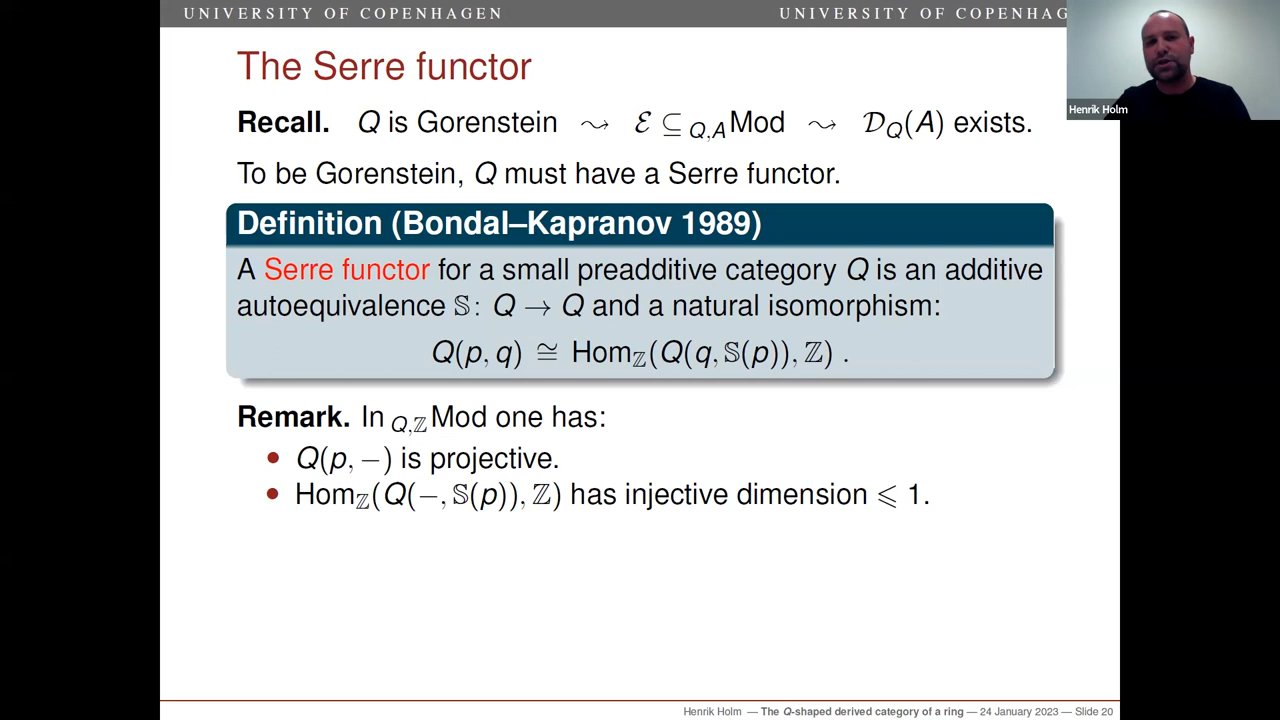 UNIVERSITY OF COPENHAGEN UNIVERSITY OF COPENHAG
Henrik Holm
The Serre functor
Recall. Q is Gorenstein ⇝ ℰ ⊆ _{Q,A}Mod ⇝ 𝒟_Q(A) exists.
To be Gorenstein, Q must have a Serre functor.
Definition (Bondal–Kapranov 1989)
A Serre functor for a small preadditive category Q is an additive
autoequivalence 𝕊: Q → Q and a natural isomorphism:
Q(p, q) ≅ Hom_ℤ(Q(q, 𝕊(p)), ℤ) .
Remark. In _{Q,ℤ}Mod one has:
• Q(p, −) is projective.
• Hom_ℤ(Q(−, 𝕊(p)), ℤ) has injective dimension ⩽ 1.
Henrik Holm — The Q-shaped derived category of a ring — 24 January 2023 — Slide 20